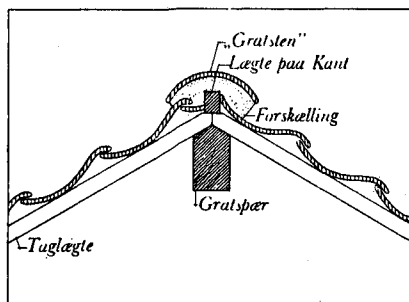 „Gratsten”
Lægte paa Kant
Forskælling
Gratspær
Taglægte